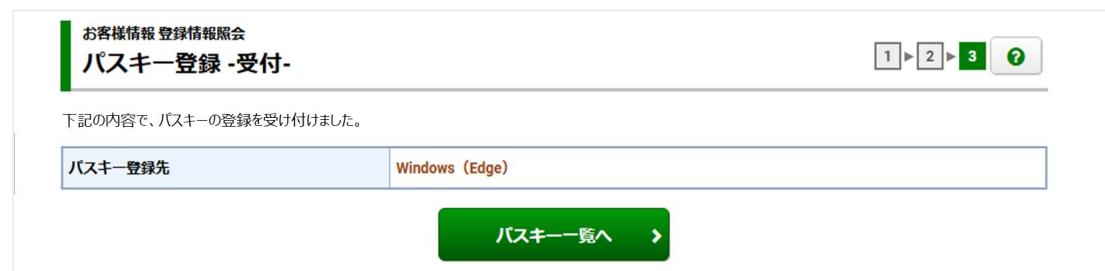 お客様情報 登録情報照会
パスキー登録 -受付-
1 ▶ 2 ▶ 3 ?
下記の内容で、パスキーの登録を受け付けました。
パスキー登録先 Windows（Edge）
パスキー一覧へ